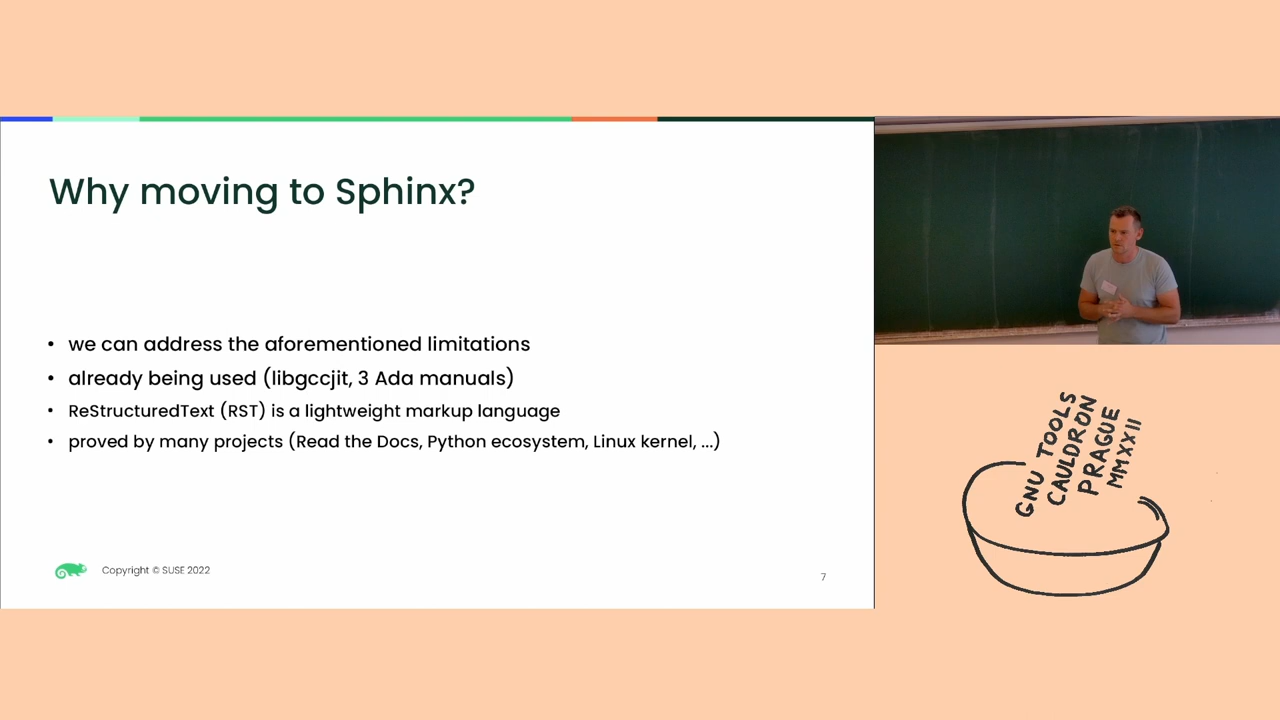 Why moving to Sphinx?
• we can address the aforementioned limitations
• already being used (libgccjit, 3 Ada manuals)
• ReStructuredText (RST) is a lightweight markup language
• proved by many projects (Read the Docs, Python ecosystem, Linux kernel, ...)
Copyright © SUSE 2022
7
GNU TOOLS
CAULDRON
PRAGUE
MMXXII